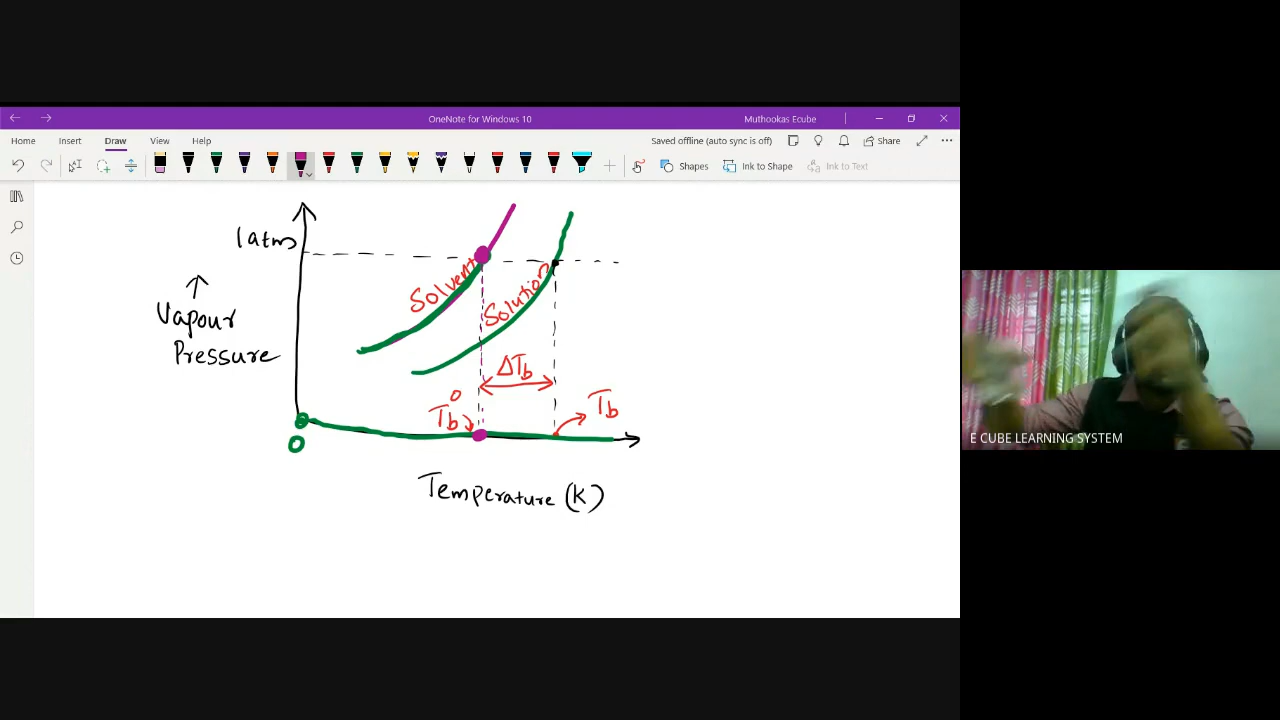 OneNote for Windows 10
Muthookas Ecube
Home Insert Draw View Help
Saved offline (auto sync is off)
Share
Shapes
Ink to Shape
Ink to Text
1 atm
Vapour
Pressure
Solvent
Solution
ΔTb
Tb⁰
Tb
0
Temperature (K)
E CUBE LEARNING SYSTEM